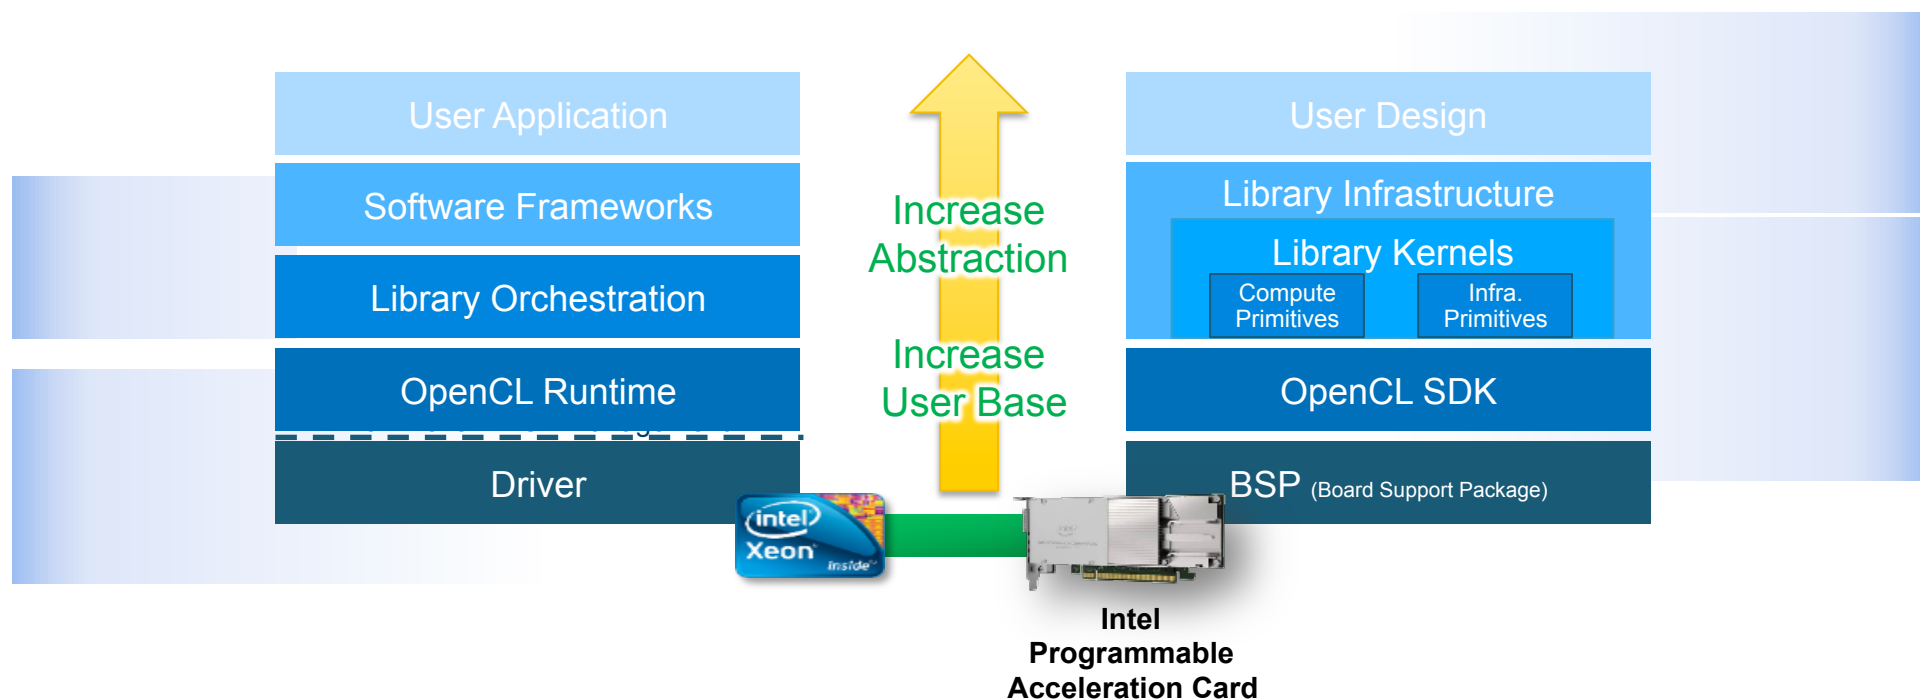 User Application
Software Frameworks
Library Orchestration
OpenCL Runtime
Driver
Increase
Abstraction
Increase
User Base
User Design
Library Infrastructure
Library Kernels
Compute
Primitives
Infra.
Primitives
OpenCL SDK
BSP (Board Support Package)
intel
Xeon
inside
Intel
Programmable
Acceleration Card